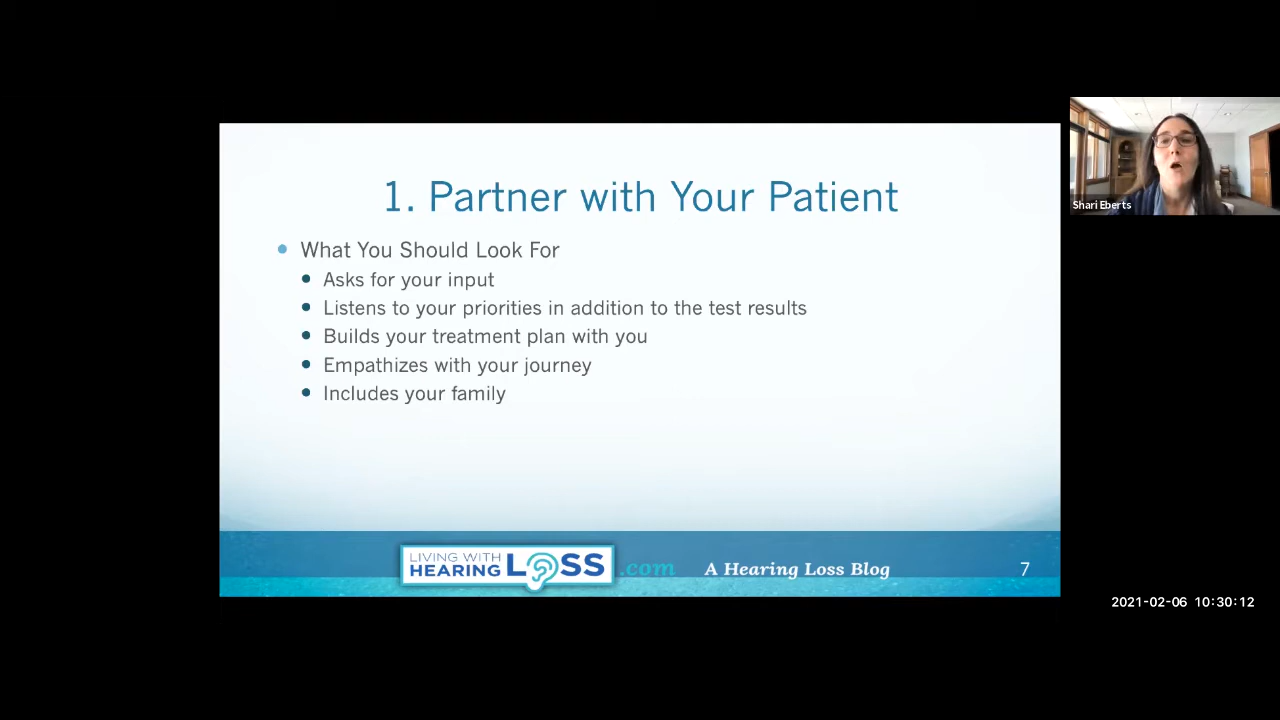 1. Partner with Your Patient
What You Should Look For
Asks for your input
Listens to your priorities in addition to the test results
Builds your treatment plan with you
Empathizes with your journey
Includes your family
LIVING WITH
HEARING LOSS .com
A Hearing Loss Blog
7
Shari Eberts
2021-02-06 10:30:12